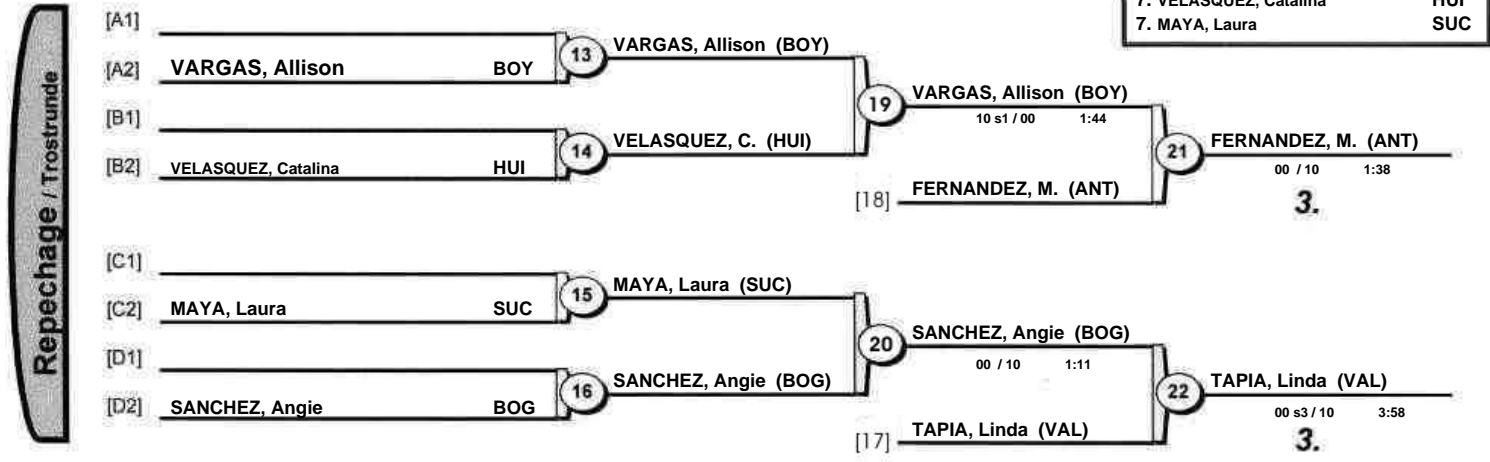 7. VELASQUEZ, Catalina HUI
7. MAYA, Laura SUC
Repechage / Trostrunde
[A1]
[A2] VARGAS, Allison BOY
13
VARGAS, Allison (BOY)
[B1]
[B2] VELASQUEZ, Catalina HUI
14
VELASQUEZ, C. (HUI)
19
VARGAS, Allison (BOY)
10 s1 / 00 1:44
[18] FERNANDEZ, M. (ANT)
21
FERNANDEZ, M. (ANT)
00 / 10 1:38
3.
[C1]
[C2] MAYA, Laura SUC
15
MAYA, Laura (SUC)
[D1]
[D2] SANCHEZ, Angie BOG
16
SANCHEZ, Angie (BOG)
20
SANCHEZ, Angie (BOG)
00 / 10 1:11
[17] TAPIA, Linda (VAL)
22
TAPIA, Linda (VAL)
00 s3 / 10 3:58
3.